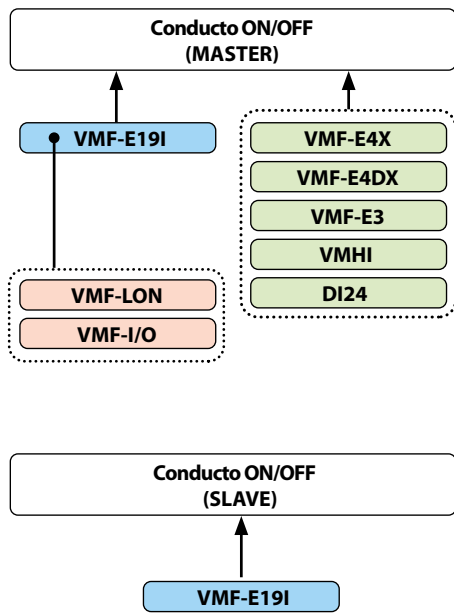 Conducto ON/OFF
(MASTER)
VMF-E19I
VMF-LON
VMF-I/O
VMF-E4X
VMF-E4DX
VMF-E3
VMHI
DI24
Conducto ON/OFF
(SLAVE)
VMF-E19I